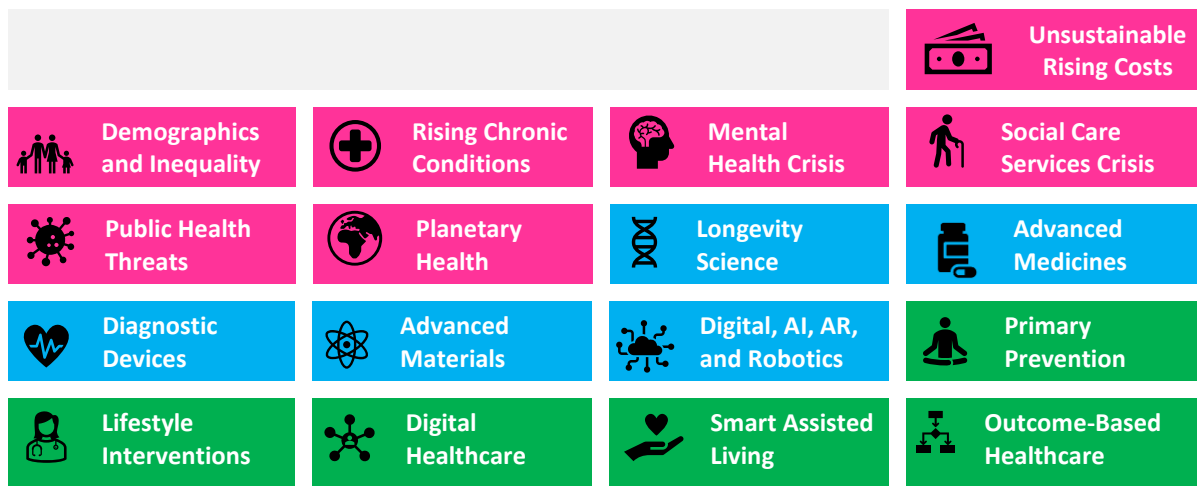 Unsustainable
Rising Costs
Demographics
and Inequality
Rising Chronic
Conditions
Mental
Health Crisis
Social Care
Services Crisis
Public Health
Threats
Planetary
Health
Longevity
Science
Advanced
Medicines
Diagnostic
Devices
Advanced
Materials
Digital, AI, AR,
and Robotics
Primary
Prevention
Lifestyle
Interventions
Digital
Healthcare
Smart Assisted
Living
Outcome-Based
Healthcare